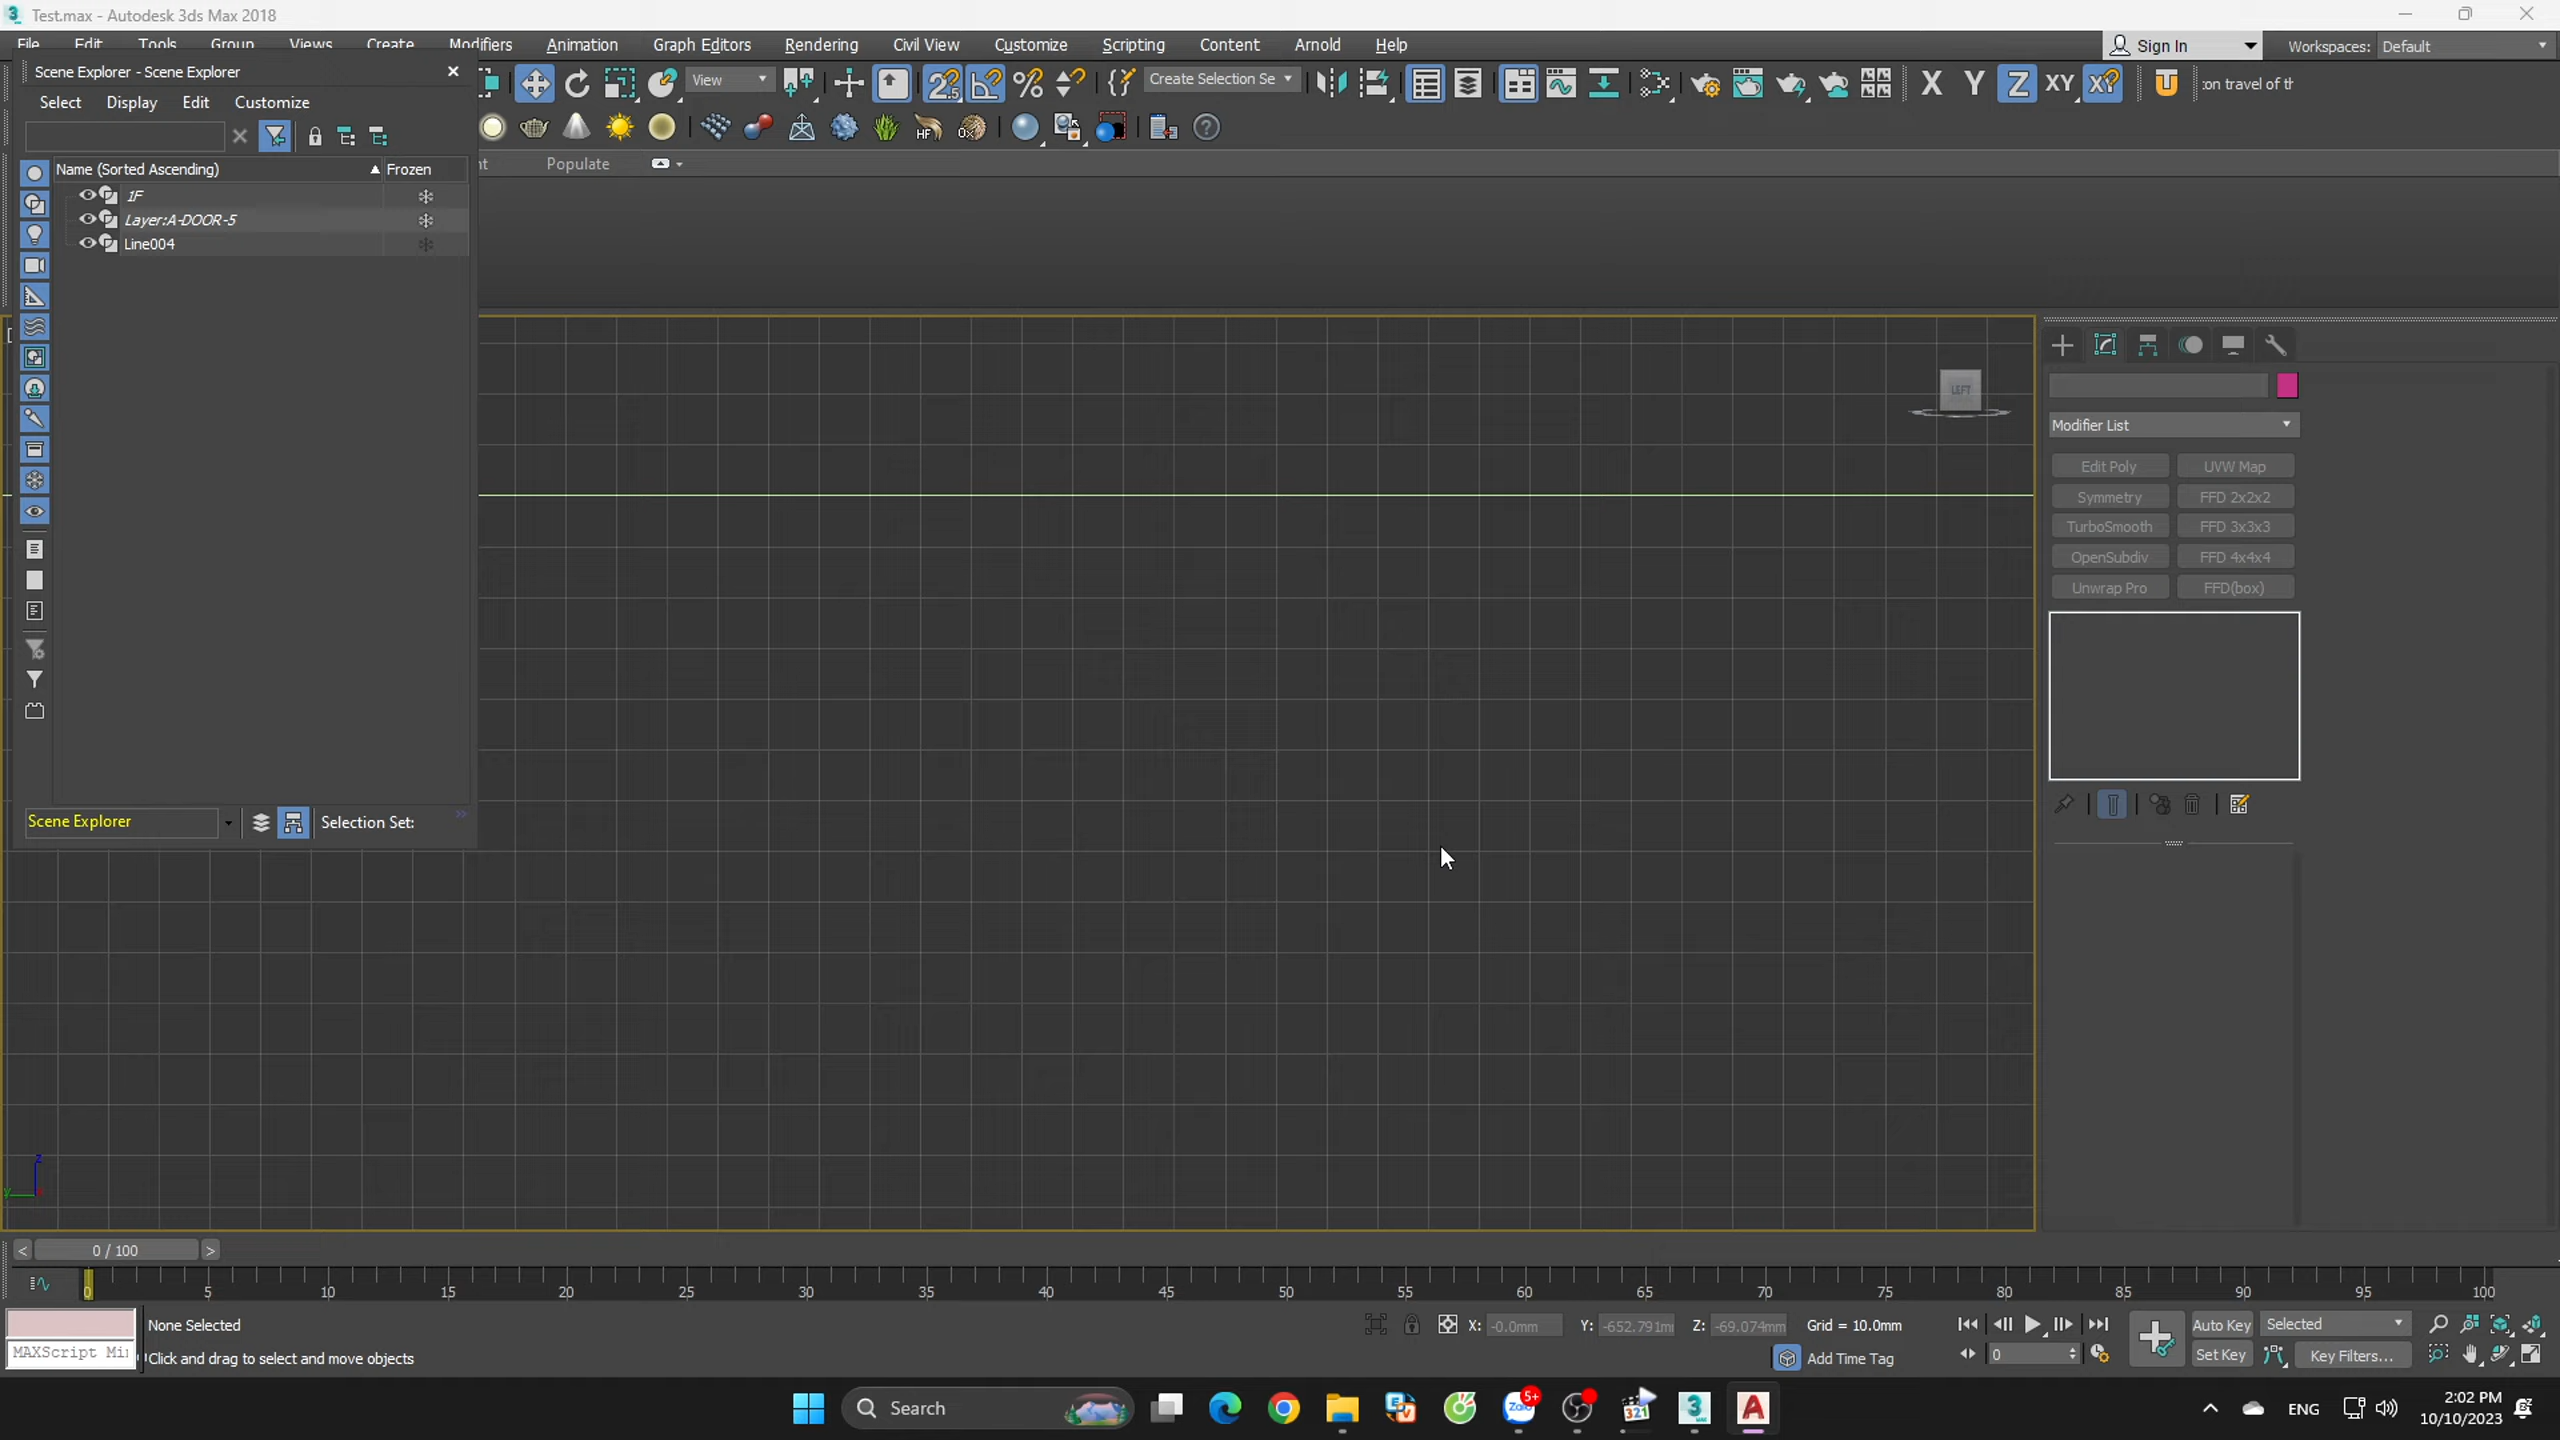 Test.max - Autodesk 3ds Max 2018
File Edit Tools Group Views Create Modifiers Animation Graph Editors Rendering Civil View Customize Scripting Content Arnold Help
Sign In
Workspaces: Default
Scene Explorer - Scene Explorer
View
Create Selection Se
X Y Z XY
:on travel of th
Select Display Edit Customize
HF
Populate
Name (Sorted Ascending) Frozen
1F
Layer:A-DOOR-5
Line004
LEFT
Modifier List
Edit Poly UVW Map
Symmetry FFD 2x2x2
TurboSmooth FFD 3x3x3
OpenSubdiv FFD 4x4x4
Unwrap Pro FFD(box)
Scene Explorer
Selection Set:
z
y
< 0 / 100 >
0 5 10 15 20 25 30 35 40 45 50 55 60 65 70 75 80 85 90 95 100
None Selected
X: -0.0mm Y: -652.791m Z: -69.074mm Grid = 10.0mm
Auto Key Selected
MAXScript Mi
Click and drag to select and move objects
Add Time Tag
0
Set Key Key Filters...
Search
5+
Zalo
321
ENG
2:02 PM
10/10/2023